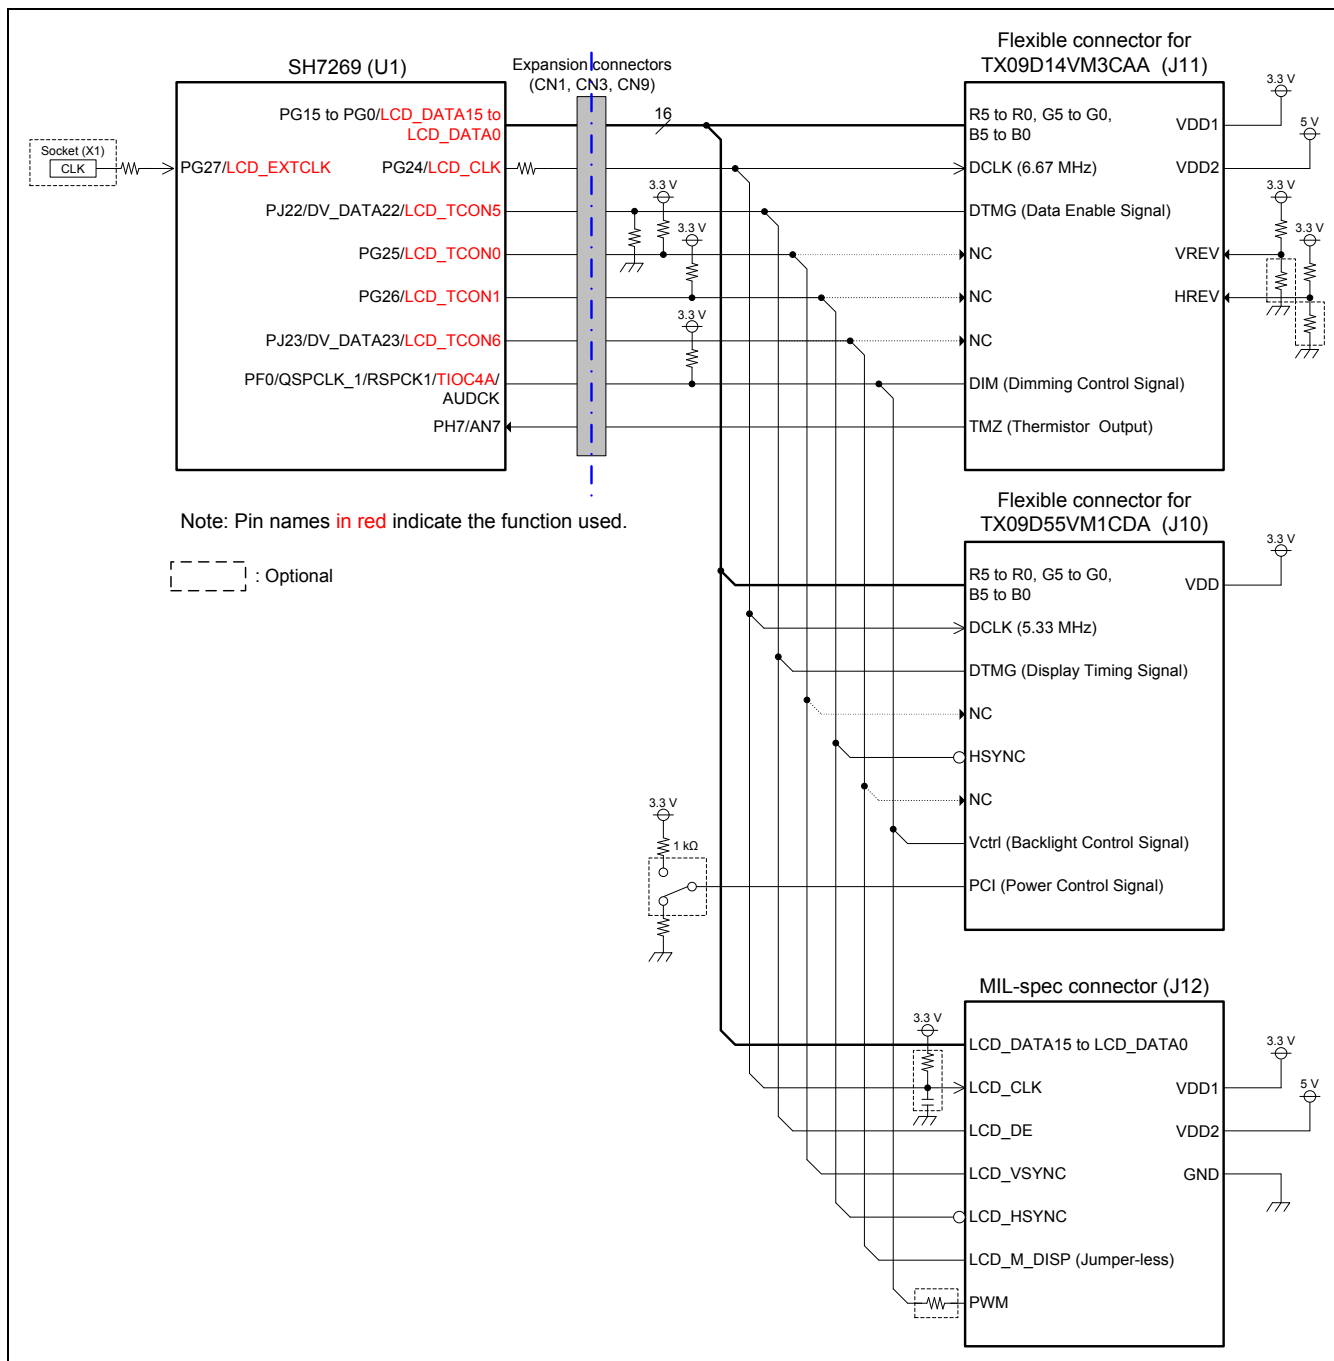 SH7269 (U1)
Expansion connectors
(CN1, CN3, CN9)
Flexible connector for
TX09D14VM3CAA (J11)
PG15 to PG0/LCD_DATA15 to
LCD_DATA0
16
R5 to R0, G5 to G0,
B5 to B0
VDD1
3.3 V
5 V
Socket (X1)
CLK
PG27/LCD_EXTCLK
PG24/LCD_CLK
DCLK (6.67 MHz)
VDD2
3.3 V
3.3 V
PJ22/DV_DATA22/LCD_TCON5
DTMG (Data Enable Signal)
3.3 V
3.3 V
PG25/LCD_TCON0
NC
VREV
PG26/LCD_TCON1
NC
HREV
3.3 V
PJ23/DV_DATA23/LCD_TCON6
NC
PF0/QSPCLK_1/RSPCK1/TIOC4A/
AUDCK
DIM (Dimming Control Signal)
PH7/AN7
TMZ (Thermistor Output)
Note: Pin names in red indicate the function used.
: Optional
Flexible connector for
TX09D55VM1CDA (J10)
3.3 V
R5 to R0, G5 to G0,
B5 to B0
VDD
DCLK (5.33 MHz)
DTMG (Display Timing Signal)
NC
HSYNC
NC
3.3 V
1 kΩ
Vctrl (Backlight Control Signal)
PCI (Power Control Signal)
MIL-spec connector (J12)
3.3 V
LCD_DATA15 to LCD_DATA0
3.3 V
LCD_CLK
VDD1
5 V
LCD_DE
VDD2
LCD_VSYNC
GND
LCD_HSYNC
LCD_M_DISP (Jumper-less)
PWM